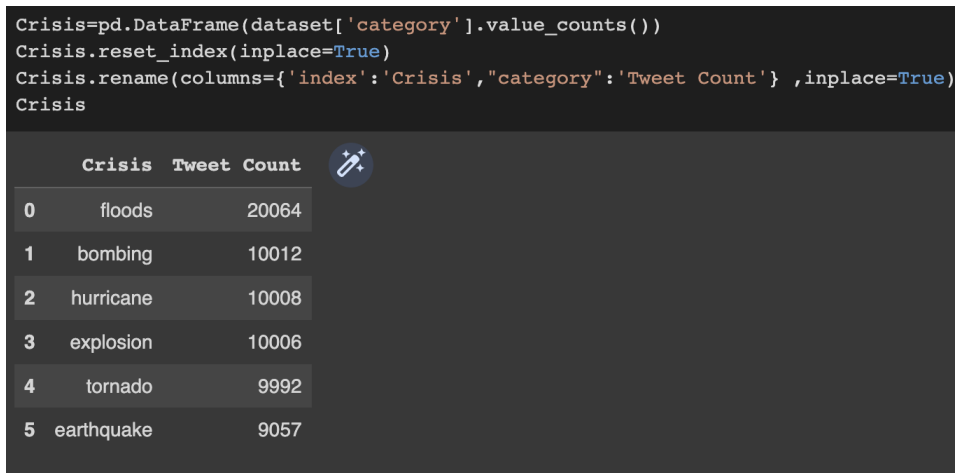 Crisis=pd.DataFrame(dataset['category'].value_counts())
Crisis.reset_index(inplace=True)
Crisis.rename(columns={'index':'Crisis',"category":'Tweet Count'} ,inplace=True)
Crisis
Crisis Tweet Count
0 floods 20064
1 bombing 10012
2 hurricane 10008
3 explosion 10006
4 tornado 9992
5 earthquake 9057